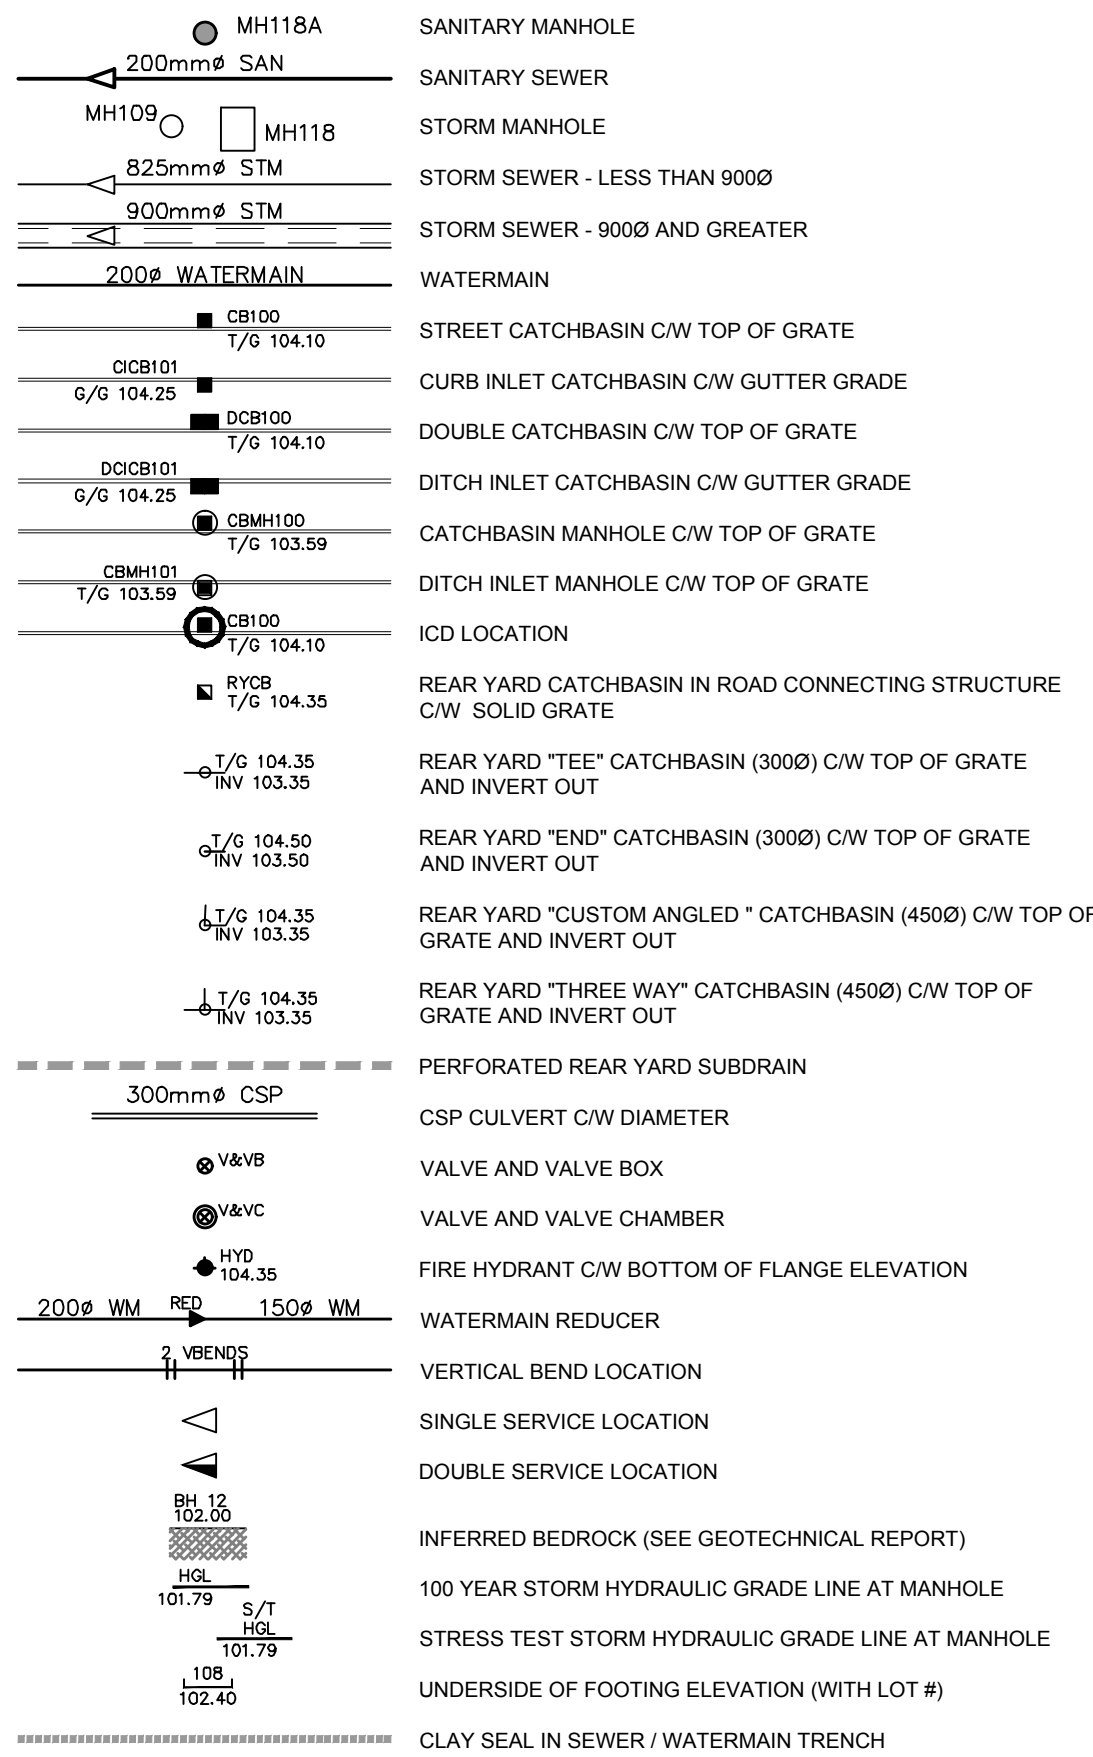 MH118A SANITARY MANHOLE
200mmø SAN SANITARY SEWER
MH109 MH118 STORM MANHOLE
825mmø STM STORM SEWER - LESS THAN 900Ø
900mmø STM STORM SEWER - 900Ø AND GREATER
200ø WATERMAIN WATERMAIN
CB100
T/G 104.10
STREET CATCHBASIN C/W TOP OF GRATE
CICB101
G/G 104.25
CURB INLET CATCHBASIN C/W GUTTER GRADE
DCB100
T/G 104.10
DOUBLE CATCHBASIN C/W TOP OF GRATE
DCICB101
G/G 104.25
DITCH INLET CATCHBASIN C/W GUTTER GRADE
CBMH100
T/G 103.59
CATCHBASIN MANHOLE C/W TOP OF GRATE
CBMH101
T/G 103.59
DITCH INLET MANHOLE C/W TOP OF GRATE
CB100
T/G 104.10
ICD LOCATION
RYCB
T/G 104.35
REAR YARD CATCHBASIN IN ROAD CONNECTING STRUCTURE
C/W SOLID GRATE
T/G 104.35
INV 103.35
REAR YARD "TEE" CATCHBASIN (300Ø) C/W TOP OF GRATE
AND INVERT OUT
T/G 104.50
INV 103.50
REAR YARD "END" CATCHBASIN (300Ø) C/W TOP OF GRATE
AND INVERT OUT
T/G 104.35
INV 103.35
REAR YARD "CUSTOM ANGLED " CATCHBASIN (450Ø) C/W TOP OF
GRATE AND INVERT OUT
T/G 104.35
INV 103.35
REAR YARD "THREE WAY" CATCHBASIN (450Ø) C/W TOP OF
GRATE AND INVERT OUT
PERFORATED REAR YARD SUBDRAIN
300mmø CSP
CSP CULVERT C/W DIAMETER
V&VB VALVE AND VALVE BOX
V&VC VALVE AND VALVE CHAMBER
HYD
104.35
FIRE HYDRANT C/W BOTTOM OF FLANGE ELEVATION
200ø WM RED 150ø WM WATERMAIN REDUCER
2 VBENDS VERTICAL BEND LOCATION
SINGLE SERVICE LOCATION
DOUBLE SERVICE LOCATION
BH 12
102.00
INFERRED BEDROCK (SEE GEOTECHNICAL REPORT)
HGL
101.79
100 YEAR STORM HYDRAULIC GRADE LINE AT MANHOLE
S/T
HGL
101.79
STRESS TEST STORM HYDRAULIC GRADE LINE AT MANHOLE
108
102.40
UNDERSIDE OF FOOTING ELEVATION (WITH LOT #)
CLAY SEAL IN SEWER / WATERMAIN TRENCH